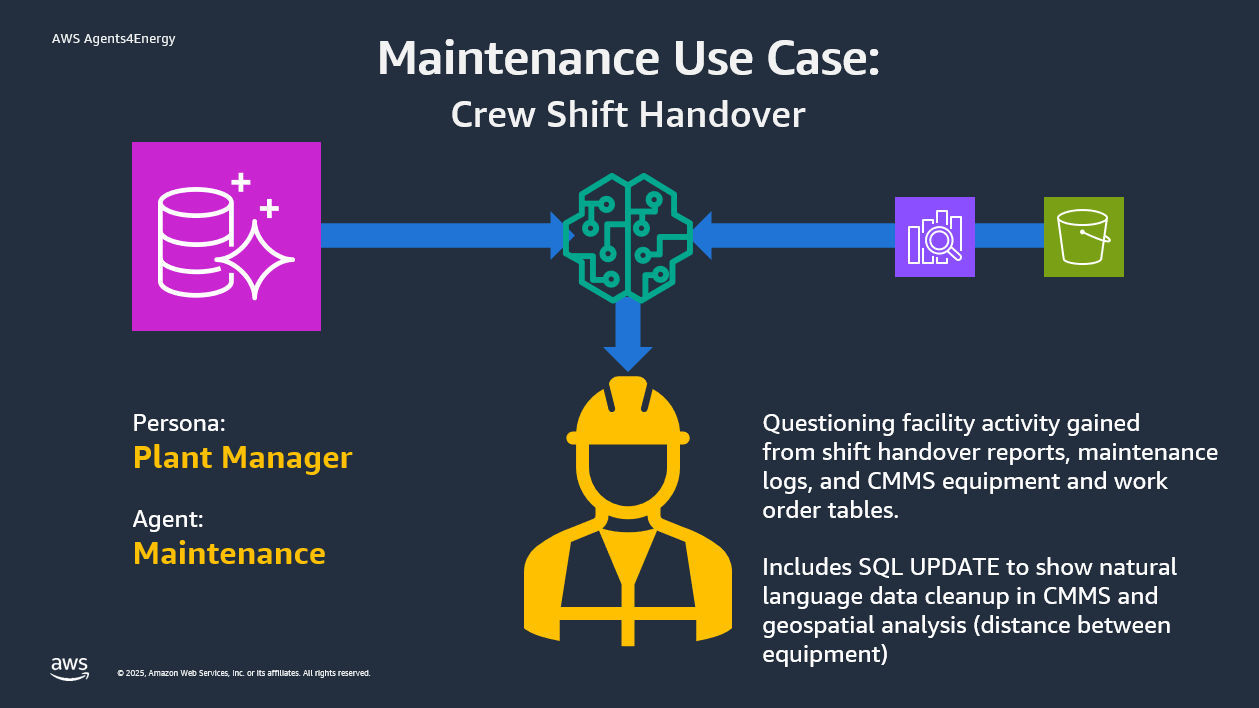 AWS Agents4Energy
Maintenance Use Case:
Crew Shift Handover
Persona:
Plant Manager
Agent:
Maintenance
Questioning facility activity gained
from shift handover reports, maintenance
logs, and CMMS equipment and work
order tables.
Includes SQL UPDATE to show natural
language data cleanup in CMMS and
geospatial analysis (distance between
equipment)
aws
© 2025, Amazon Web Services, Inc. or its affiliates. All rights reserved.